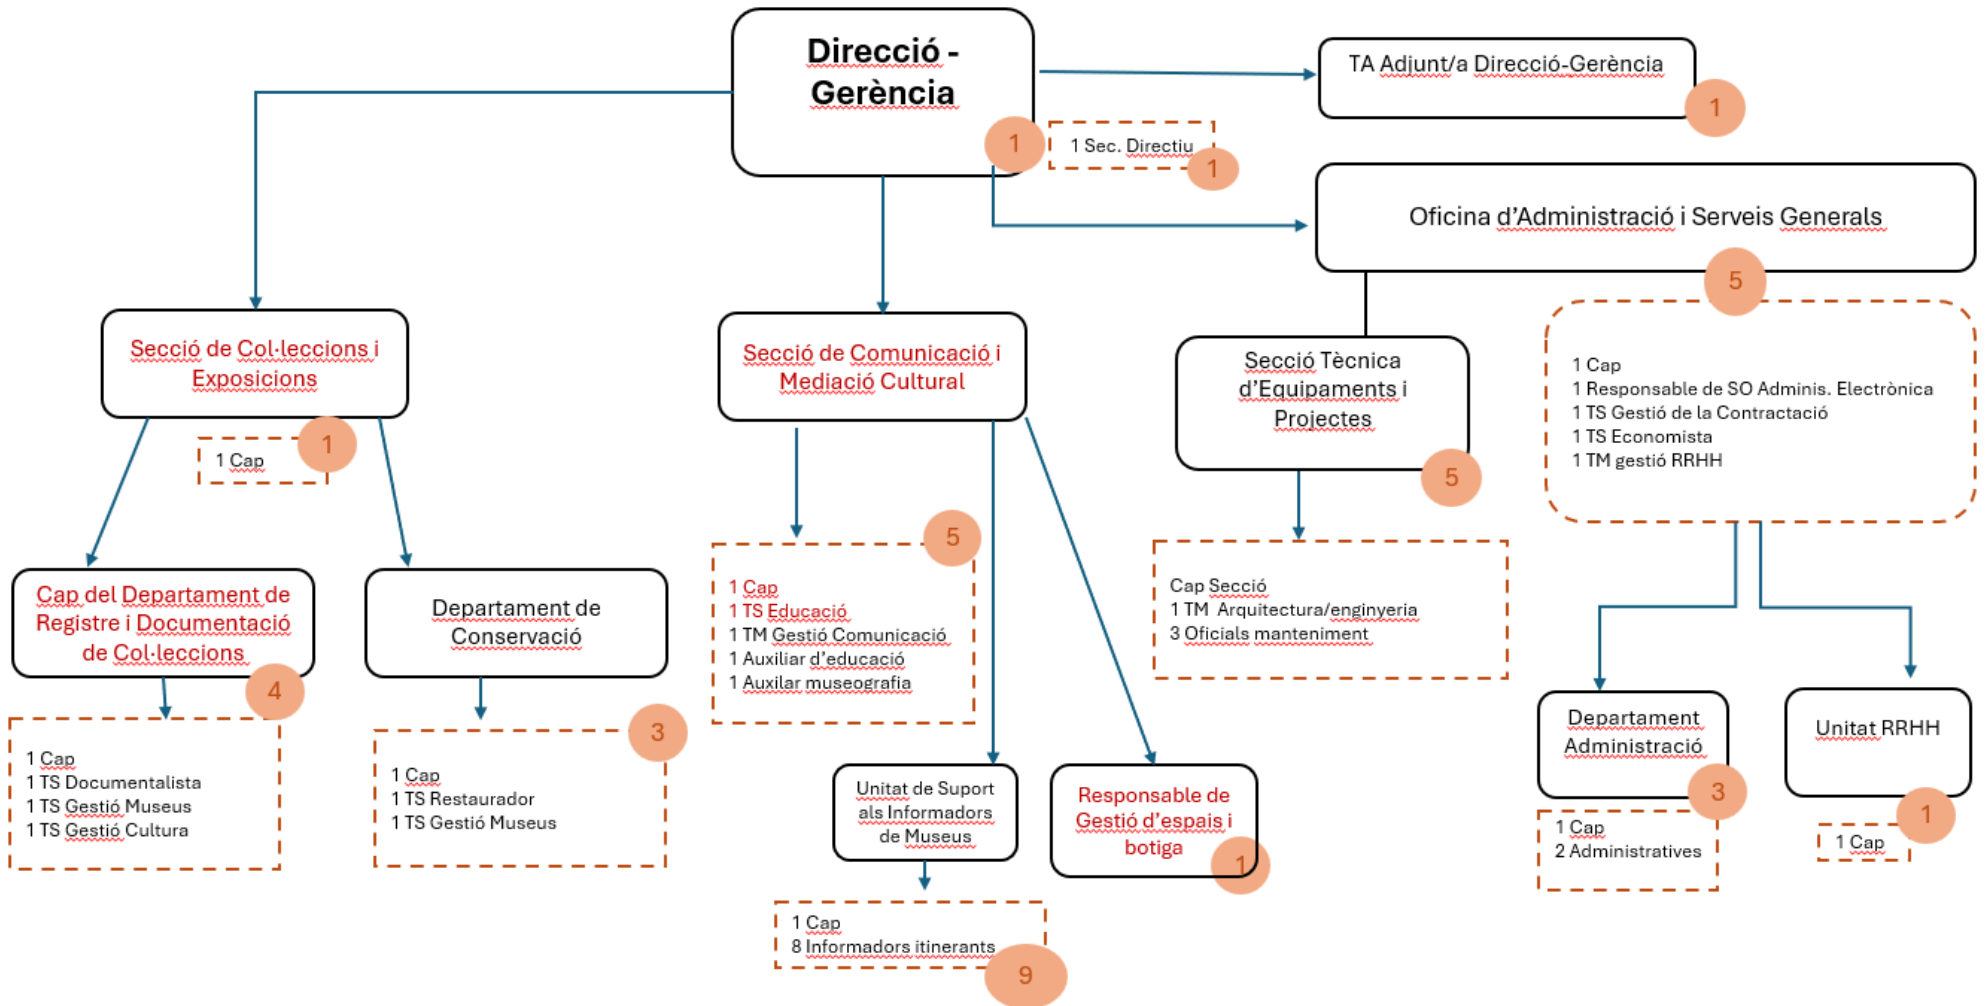 Direcció -
Gerència
1
1 Sec. Directiu
1
TA Adjunt/a Direcció-Gerència
1
Oficina d'Administració i Serveis Generals
5
1 Cap
1 Responsable de SO Adminis. Electrònica
1 TS Gestió de la Contractació
1 TS Economista
1 TM gestió RRHH
Secció de Col·leccions i
Exposicions
1
1 Cap
Secció de Comunicació i
Mediació Cultural
Secció Tècnica
d'Equipaments i
Projectes
5
Cap del Departament de
Registre i Documentació
de Col·leccions
4
1 Cap
1 TS Documentalista
1 TS Gestió Museus
1 TS Gestió Cultura
Departament de
Conservació
3
1 Cap
1 TS Restaurador
1 TS Gestió Museus
5
1 Cap
1 TS Educació
1 TM Gestió Comunicació
1 Auxiliar d'educació
1 Auxilar museografia
Cap Secció
1 TM Arquitectura/enginyeria
3 Oficials manteniment
Unitat de Suport
als Informadors
de Museus
1 Cap
8 Informadors itinerants
9
Responsable de
Gestió d'espais i
botiga
1
Departament
Administració
3
1 Cap
2 Administratives
Unitat RRHH
1
1 Cap